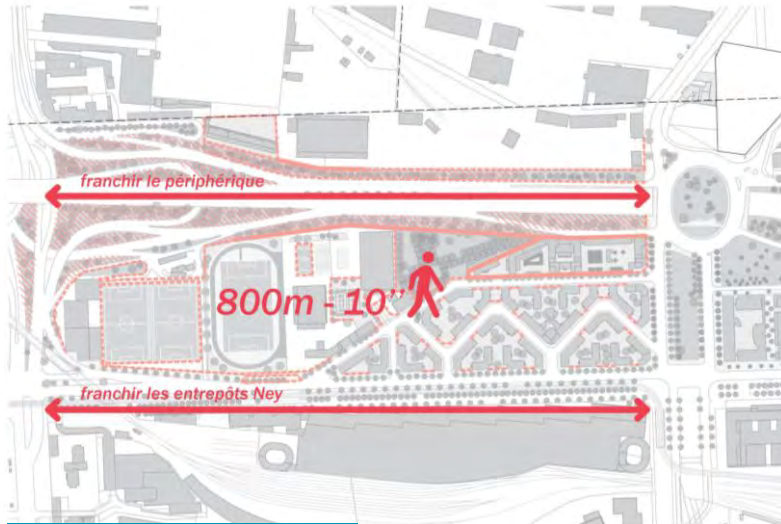 franchir le périphérique
800m - 10"
franchir les entrepôts Ney